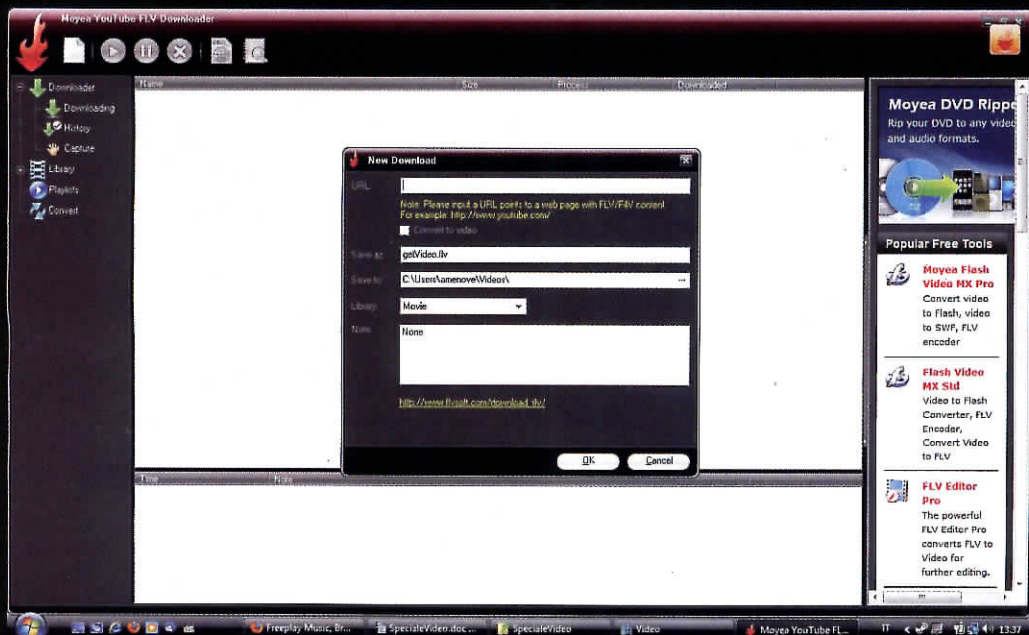 Moyea YouTube FLV Downloader
Downloader
Downloading
History
Capture
Library
Playlists
Convert
Name Size Process Downloaded
New Download
URL:
Note: Please input a URL points to a web page with FLV/F4V content
For example: http://www.youtube.com/
Convert to video
Save as: getVideo.flv
Save to: C:\Users\amenove\Videos\ ...
Library: Movie
Note: None
http://www.flvsoft.com/download_flv/
OK Cancel
Time Note
Moyea DVD Rippe
Rip your DVD to any video
and audio formats.
Popular Free Tools
Moyea Flash
Video MX Pro
Convert video
to Flash, video
to SWF, FLV
encoder
Flash Video
MX Std
Video to Flash
Converter, FLV
Encoder,
Convert Video
to FLV
FLV Editor
Pro
The powerful
FLV Editor Pro
converts FLV to
Video for
further editing.
Freeplay Music, Br... SpecialeVideo.doc ... SpecialeVideo Video Moyea YouTube FL... IT 13.37